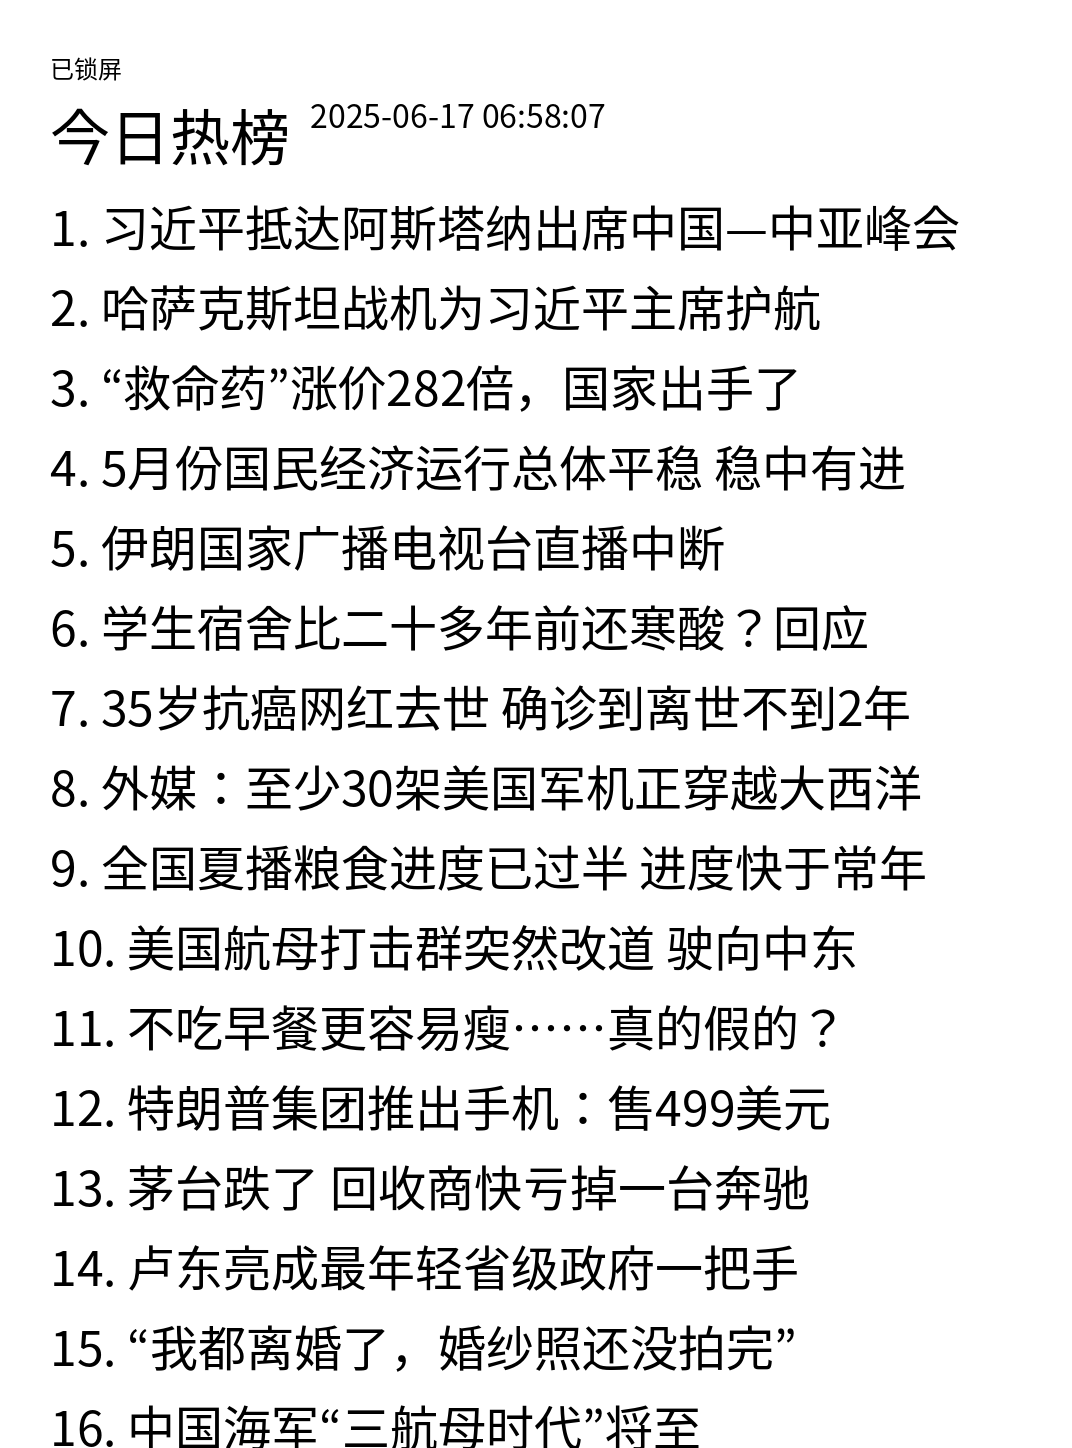 已锁屏
今日热榜 2025-06-17 06:58:07
1. 习近平抵达阿斯塔纳出席中国—中亚峰会
2. 哈萨克斯坦战机为习近平主席护航
3. “救命药”涨价282倍，国家出手了
4. 5月份国民经济运行总体平稳 稳中有进
5. 伊朗国家广播电视台直播中断
6. 学生宿舍比二十多年前还寒酸？回应
7. 35岁抗癌网红去世 确诊到离世不到2年
8. 外媒：至少30架美国军机正穿越大西洋
9. 全国夏播粮食进度已过半 进度快于常年
10. 美国航母打击群突然改道 驶向中东
11. 不吃早餐更容易瘦……真的假的？
12. 特朗普集团推出手机：售499美元
13. 茅台跌了 回收商快亏掉一台奔驰
14. 卢东亮成最年轻省级政府一把手
15. “我都离婚了，婚纱照还没拍完”
16. 中国海军“三航母时代”将至